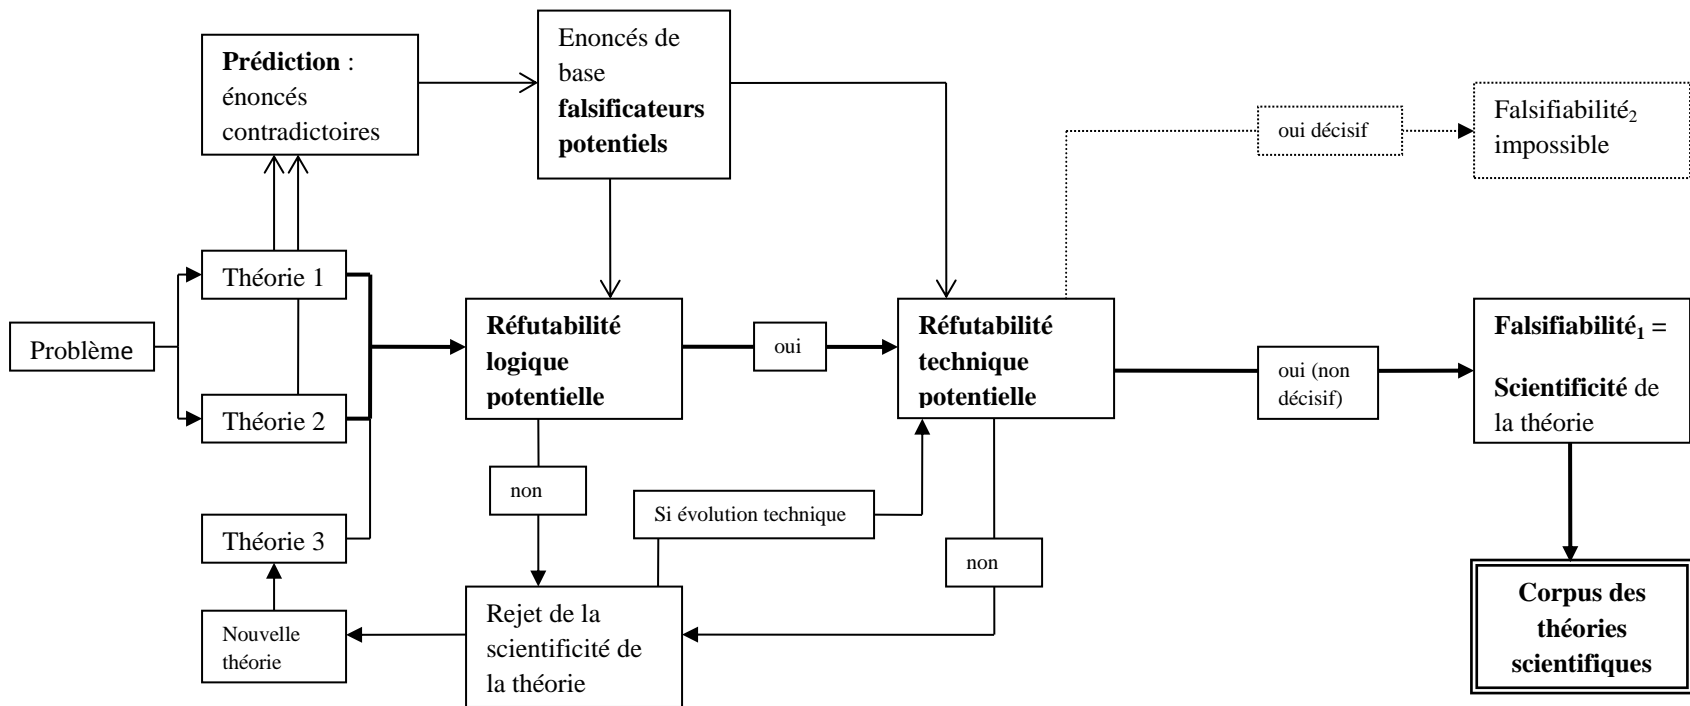 Prédiction :
énoncés
contradictoires
Enoncés de
base
falsificateurs
potentiels
oui décisif
Falsifiabilité₂
impossible
Problème
Théorie 1
Théorie 2
Réfutabilité
logique
potentielle
oui
Réfutabilité
technique
potentielle
oui (non
décisif)
Falsifiabilité₁ =
Scientificité de
la théorie
non
Si évolution technique
non
Théorie 3
Nouvelle
théorie
Rejet de la
scientificité de
la théorie
Corpus des
théories
scientifiques